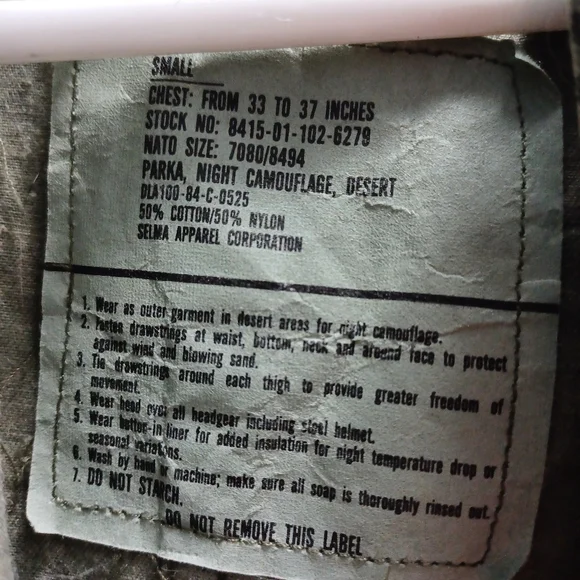 SMALL
CHEST: FROM 33 TO 37 INCHES
STOCK NO: 8415-01-102-6279
NATO SIZE: 7080/8494
PARKA, NIGHT CAMOUFLAGE, DESERT
DLA100-84-C-0525
50% COTTON/50% NYLON
SELMA APPAREL CORPORATION
1. Wear as outer garment in desert areas for night camouflage.
2. Fasten drawstrings at waist, bottom, neck and around face to protect
against wind and blowing sand.
3. Tie drawstrings around each thigh to provide greater freedom of
movement.
4. Wear hood over all headgear including steel helmet.
5. Wear button-in liner for added insulation for night temperature drop or
seasonal variations.
6. Wash by hand or machine; make sure all soap is thoroughly rinsed out.
7. DO NOT STARCH.
DO NOT REMOVE THIS LABEL